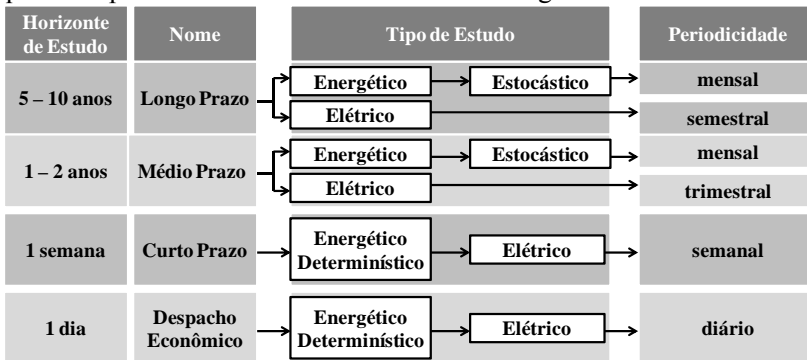 Horizonte
de Estudo
Nome
Tipo de Estudo
Periodicidade
5 – 10 anos
Longo Prazo
Energético
Estocástico
mensal
Elétrico
semestral
1 – 2 anos
Médio Prazo
Energético
Estocástico
mensal
Elétrico
trimestral
1 semana
Curto Prazo
Energético
Determinístico
Elétrico
semanal
1 dia
Despacho
Econômico
Energético
Determinístico
Elétrico
diário